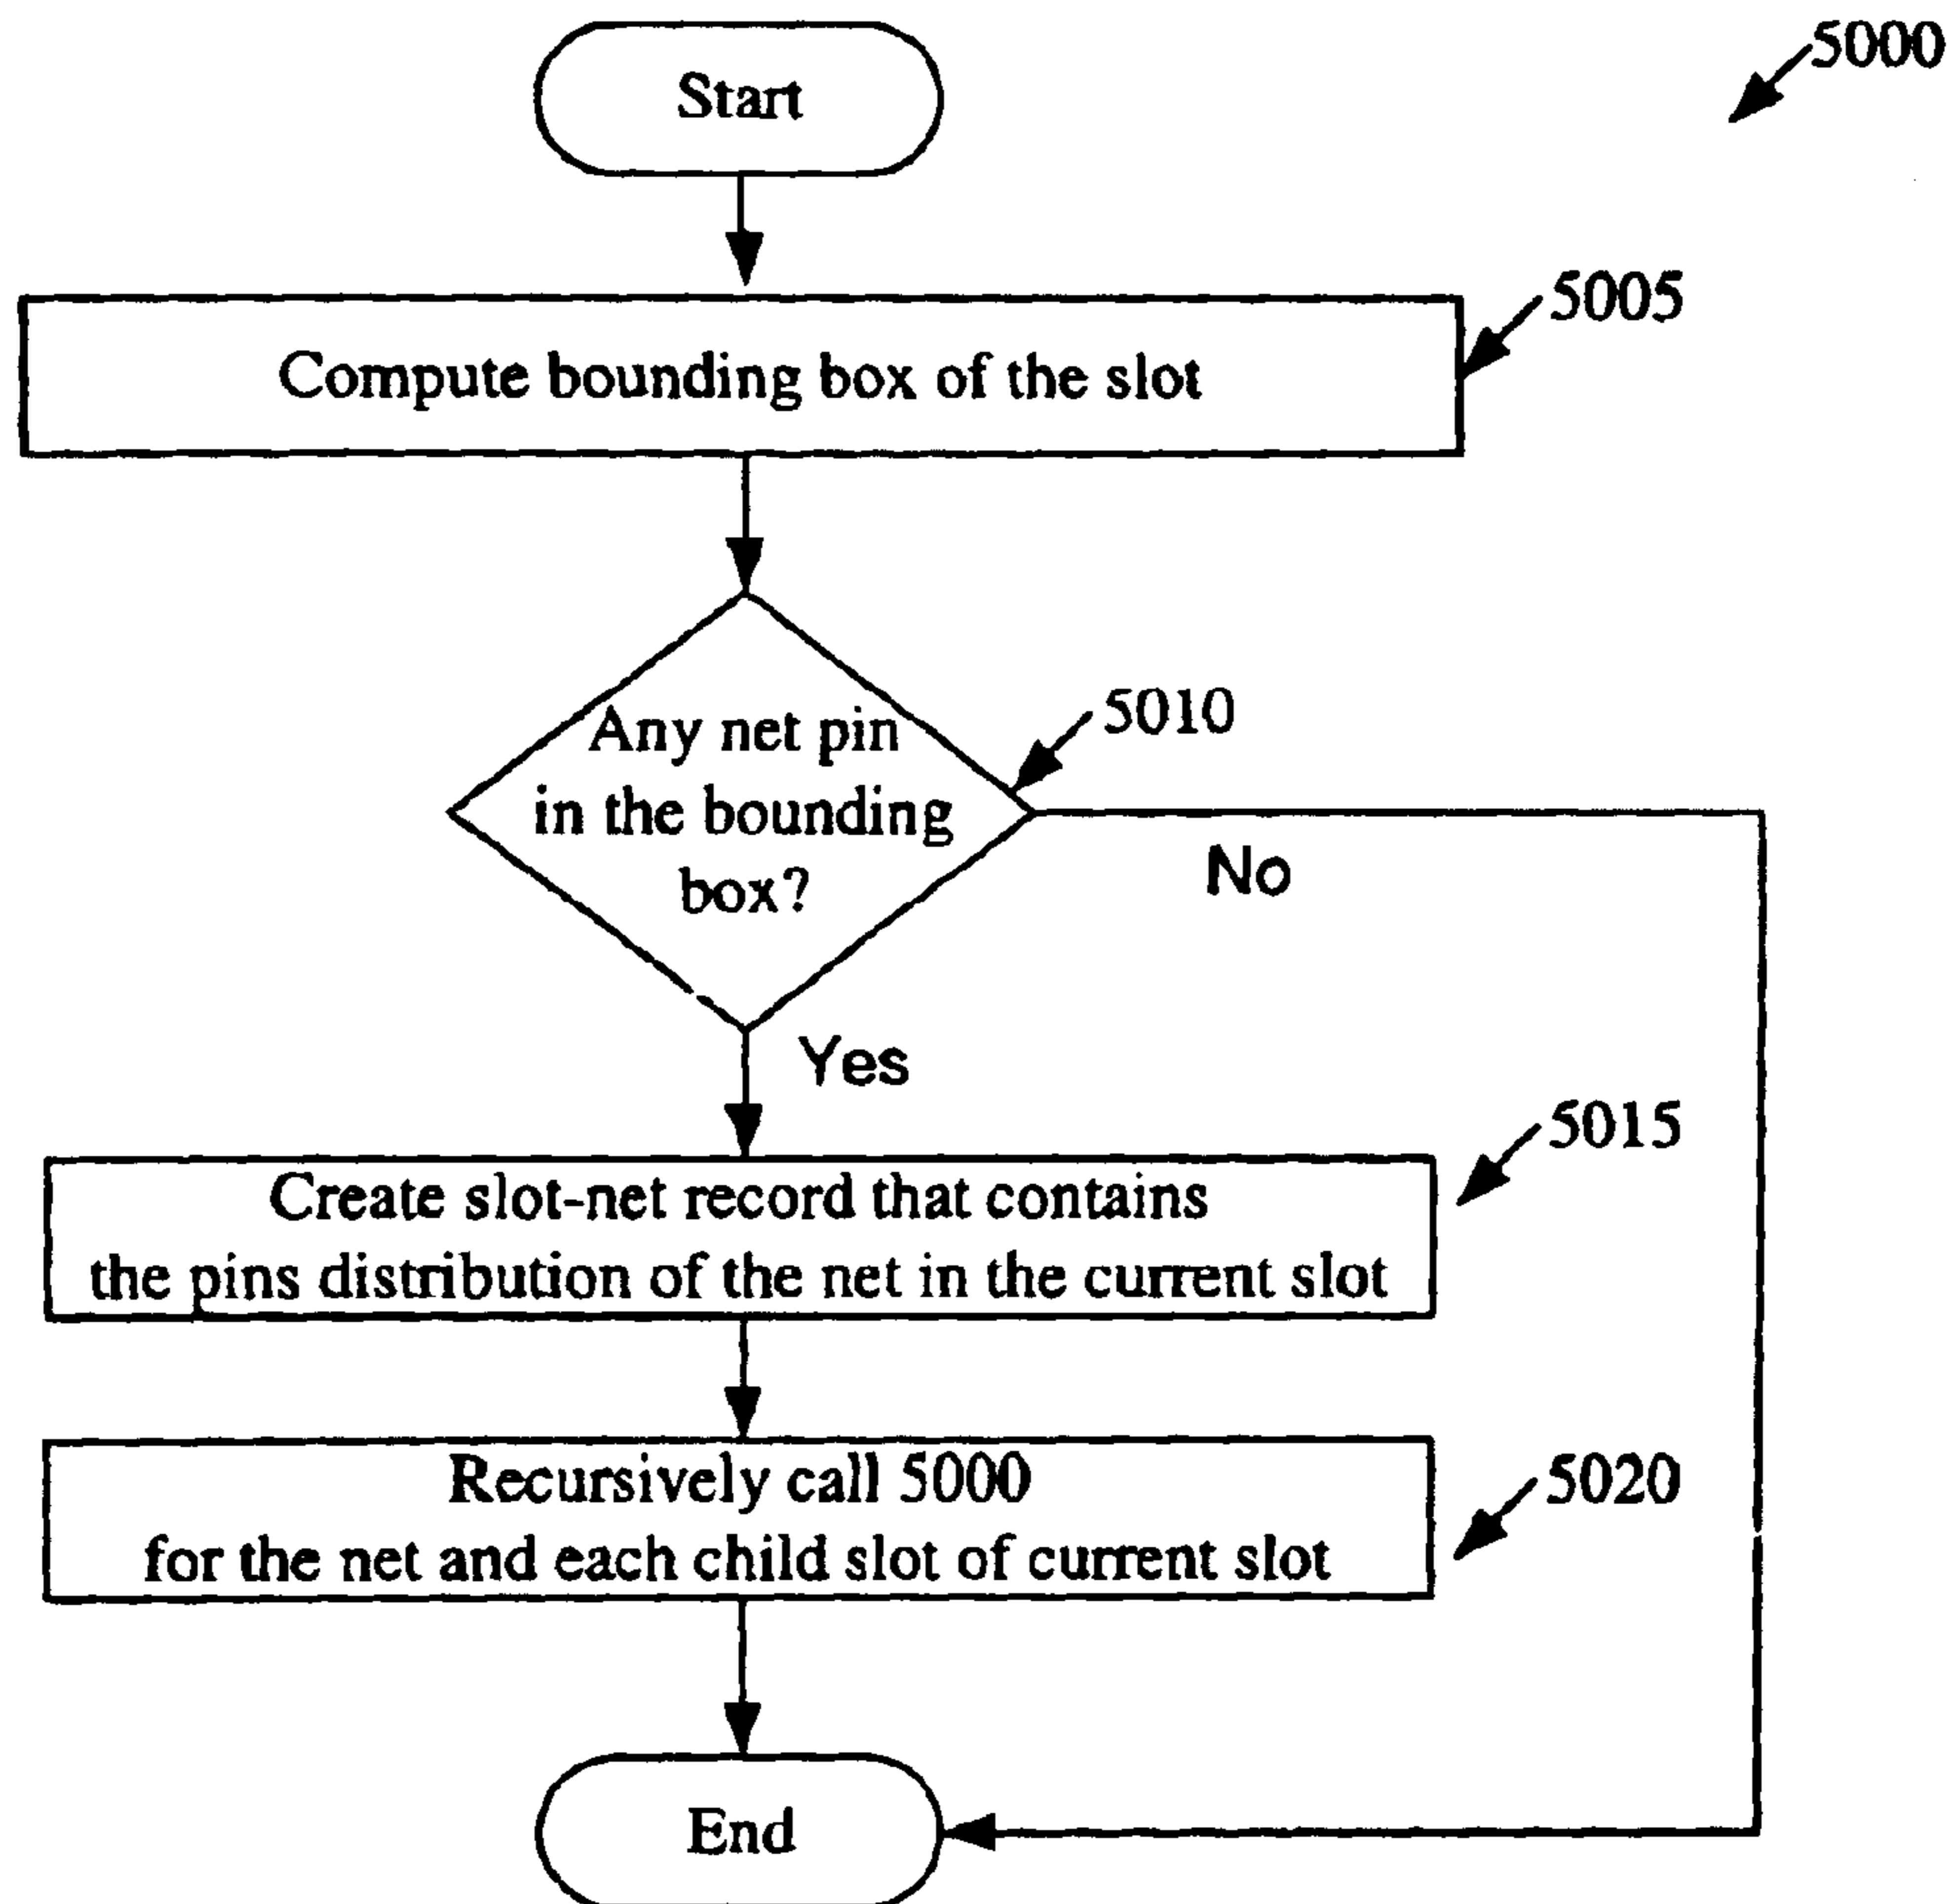 5000
Start
5005
Compute bounding box of the slot
5010
Any net pin
in the bounding
box?
No
Yes
5015
Create slot-net record that contains
the pins distribution of the net in the current slot
Recursively call 5000
5020
for the net and each child slot of current slot
End